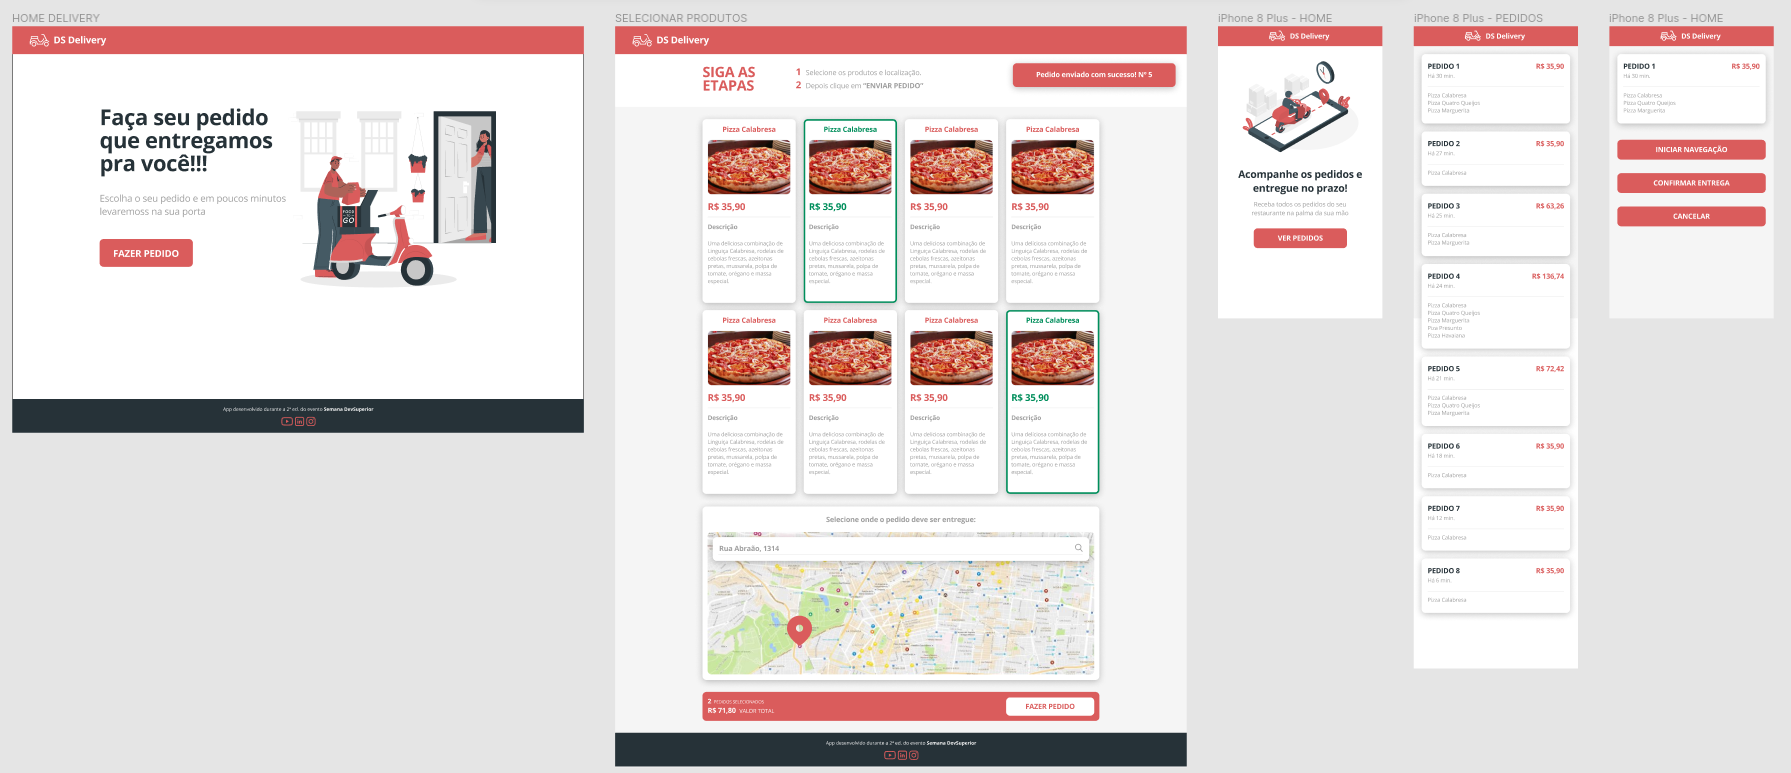 HOME DELIVERY
DS Delivery
Faça seu pedido
que entregamos
pra você!!!
Escolha o seu pedido e em poucos minutos
levaremoss na sua porta
FAZER PEDIDO
FOOD
GO
App desenvolvido durante a 2ª ed. do evento Semana DevSuperior
SELECIONAR PRODUTOS
DS Delivery
SIGA AS
ETAPAS
1 Selecione os produtos e localização.
2 Depois clique em "ENVIAR PEDIDO"
Pedido enviado com sucesso! Nº 5
Pizza Calabresa
R$ 35,90
Descrição
Uma deliciosa combinação de
Linguiça Calabresa, rodelas de
cebolas frescas, azeitonas
pretas, mussarela, polpa de
tomate, orégano e massa
especial.
Pizza Calabresa
R$ 35,90
Descrição
Uma deliciosa combinação de
Linguiça Calabresa, rodelas de
cebolas frescas, azeitonas
pretas, mussarela, polpa de
tomate, orégano e massa
especial.
Pizza Calabresa
R$ 35,90
Descrição
Uma deliciosa combinação de
Linguiça Calabresa, rodelas de
cebolas frescas, azeitonas
pretas, mussarela, polpa de
tomate, orégano e massa
especial.
Pizza Calabresa
R$ 35,90
Descrição
Uma deliciosa combinação de
Linguiça Calabresa, rodelas de
cebolas frescas, azeitonas
pretas, mussarela, polpa de
tomate, orégano e massa
especial.
Pizza Calabresa
R$ 35,90
Descrição
Uma deliciosa combinação de
Linguiça Calabresa, rodelas de
cebolas frescas, azeitonas
pretas, mussarela, polpa de
tomate, orégano e massa
especial.
Pizza Calabresa
R$ 35,90
Descrição
Uma deliciosa combinação de
Linguiça Calabresa, rodelas de
cebolas frescas, azeitonas
pretas, mussarela, polpa de
tomate, orégano e massa
especial.
Pizza Calabresa
R$ 35,90
Descrição
Uma deliciosa combinação de
Linguiça Calabresa, rodelas de
cebolas frescas, azeitonas
pretas, mussarela, polpa de
tomate, orégano e massa
especial.
Pizza Calabresa
R$ 35,90
Descrição
Uma deliciosa combinação de
Linguiça Calabresa, rodelas de
cebolas frescas, azeitonas
pretas, mussarela, polpa de
tomate, orégano e massa
especial.
Selecione onde o pedido deve ser entregue:
Rua Abraão, 1314
2 PEDIDOS SELECIONADOS
R$ 71,80 VALOR TOTAL
FAZER PEDIDO
App desenvolvido durante a 2ª ed. do evento Semana DevSuperior
iPhone 8 Plus - HOME
DS Delivery
Acompanhe os pedidos e
entregue no prazo!
Receba todos os pedidos do seu
restaurante na palma da sua mão
VER PEDIDOS
iPhone 8 Plus - PEDIDOS
DS Delivery
PEDIDO 1 R$ 35,90
Há 30 min.
Pizza Calabresa
Pizza Quatro Queijos
Pizza Marguerita
PEDIDO 2 R$ 35,90
Há 27 min.
Pizza Calabresa
PEDIDO 3 R$ 63,26
Há 25 min.
Pizza Calabresa
Pizza Marguerita
PEDIDO 4 R$ 136,74
Há 24 min.
Pizza Calabresa
Pizza Quatro Queijos
Pizza Marguerita
Pizza Presunto
Pizza Havaiana
PEDIDO 5 R$ 72,42
Há 21 min.
Pizza Calabresa
Pizza Quatro Queijos
Pizza Marguerita
PEDIDO 6 R$ 35,90
Há 18 min.
Pizza Calabresa
PEDIDO 7 R$ 35,90
Há 12 min.
Pizza Calabresa
PEDIDO 8 R$ 35,90
Há 6 min.
Pizza Calabresa
iPhone 8 Plus - HOME
DS Delivery
PEDIDO 1 R$ 35,90
Há 30 min.
Pizza Calabresa
Pizza Quatro Queijos
Pizza Marguerita
INICIAR NAVEGAÇÃO
CONFIRMAR ENTREGA
CANCELAR